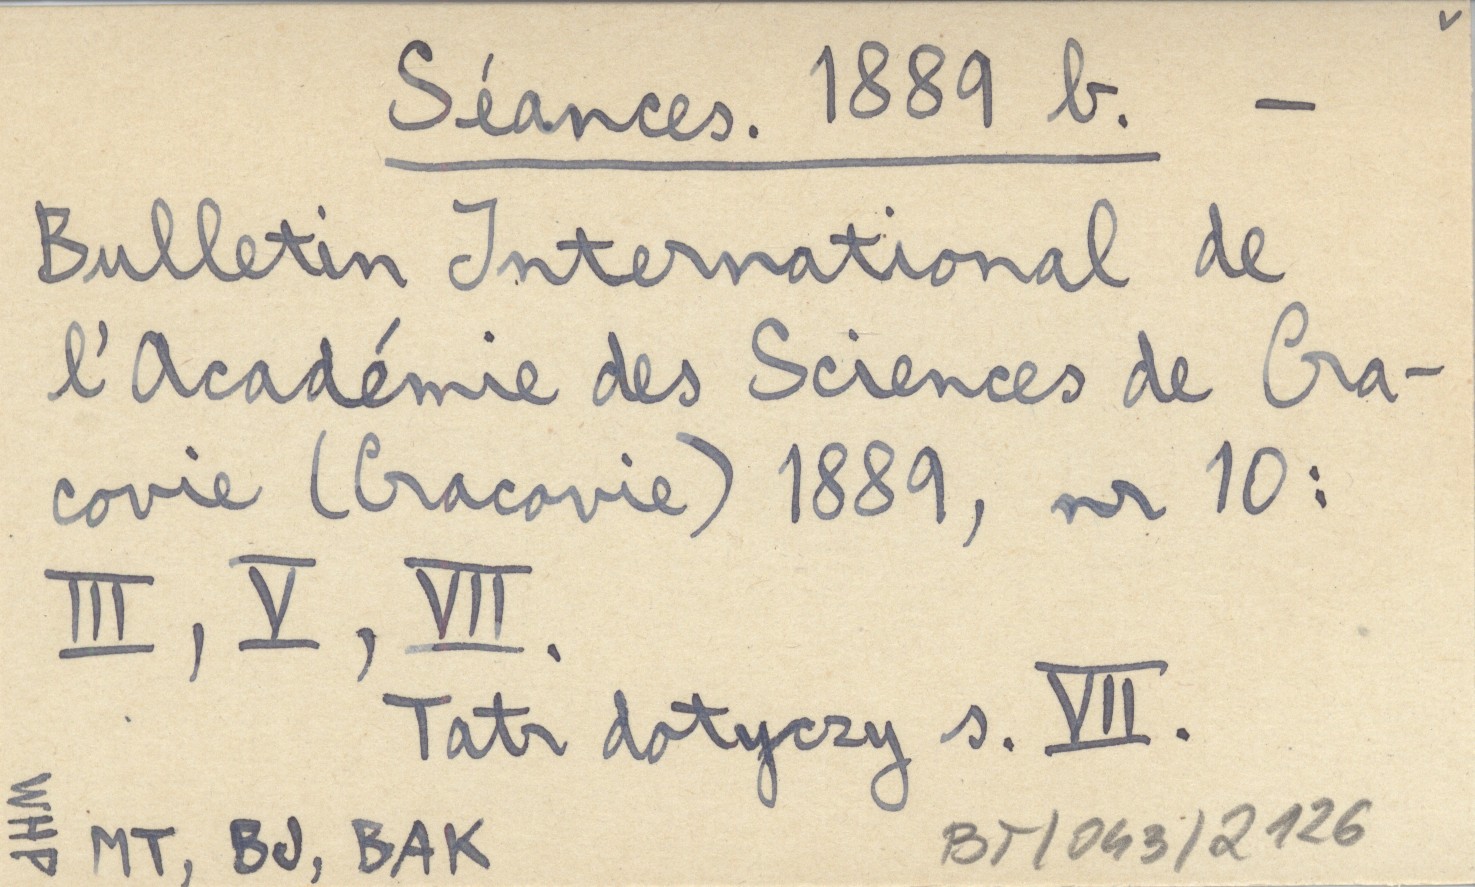 Séances. 1889 b. –
Bulletin International de
l'Académie des Sciences de Cra-
covie (Cracovie) 1889, nr 10:
III, V, VII.
Tatr dotyczy s. VII.
WHP
MT, BJ, BAK
BT/043/2126